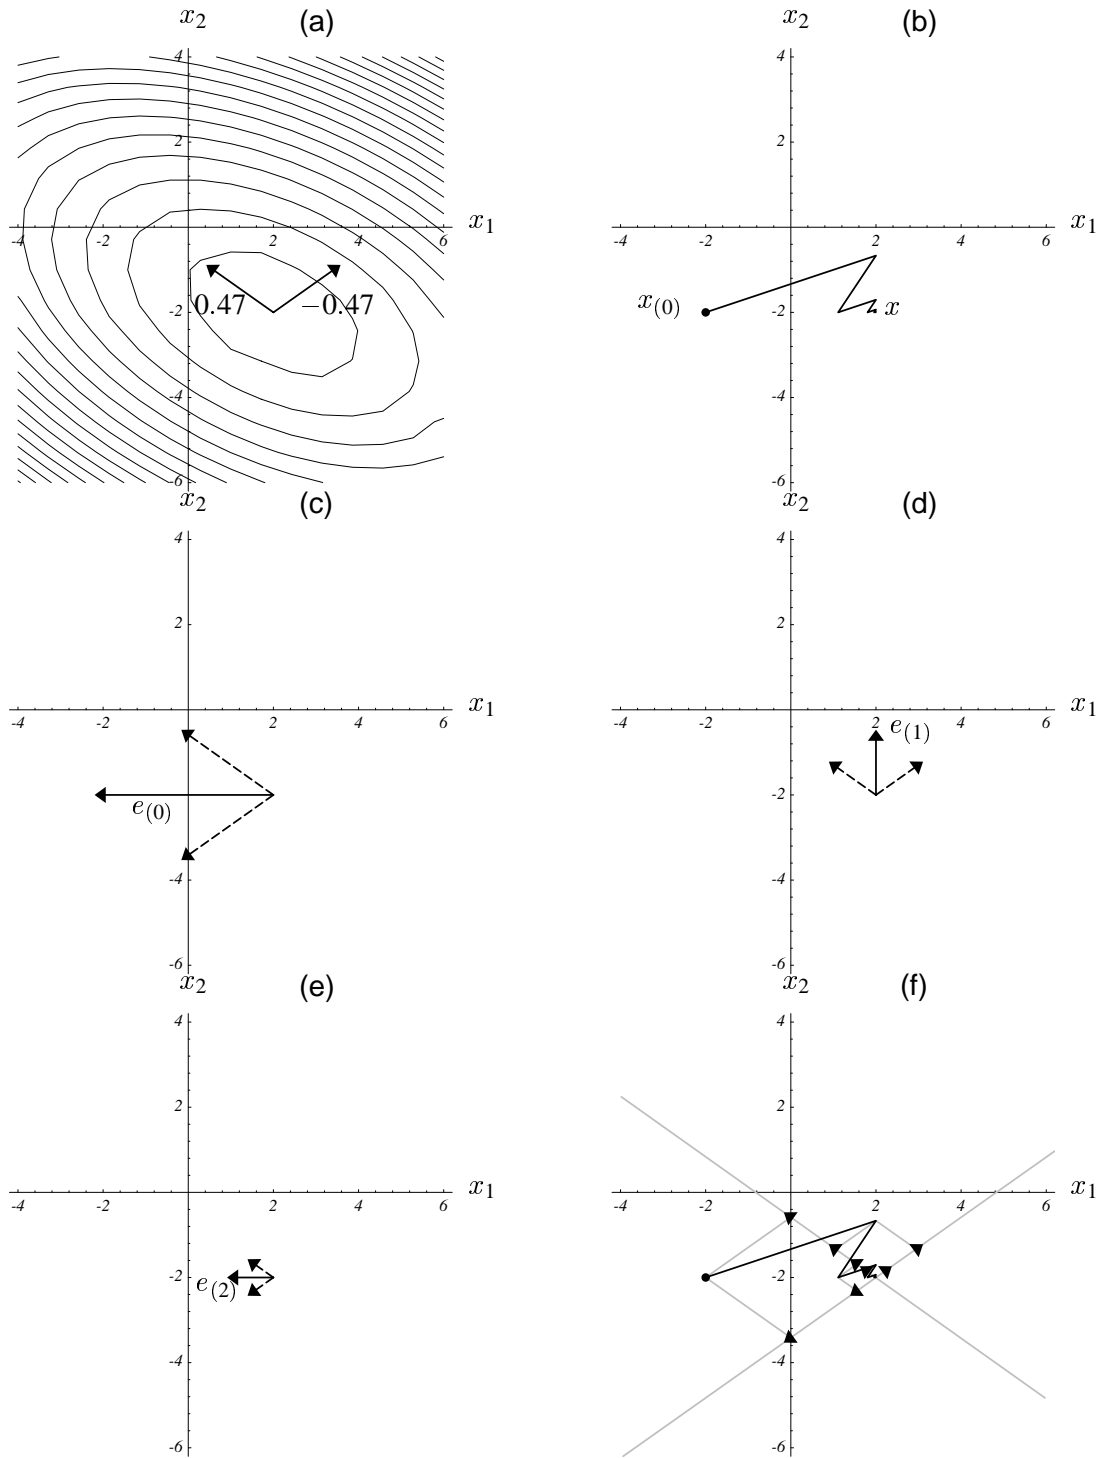 x₂ (a) x₂ (b)
4 4
2 2
x₁ x₁
-4 -2 2 4 6 -4 -2 2 4 6
0.47 -2 −0.47 x₍₀₎ -2 x
-4 -4
-6 -6
x₂ (c) x₂ (d)
4 4
2 2
x₁ x₁
-4 -2 2 4 6 -4 -2 2 4 6
e₍₁₎
-2
e₍₀₎
-4 -4
-6 -6
x₂ (e) x₂ (f)
4 4
2 2
x₁ x₁
-4 -2 2 4 6 -4 -2 2 4 6
e₍₂₎ -2 -2
-4 -4
-6 -6